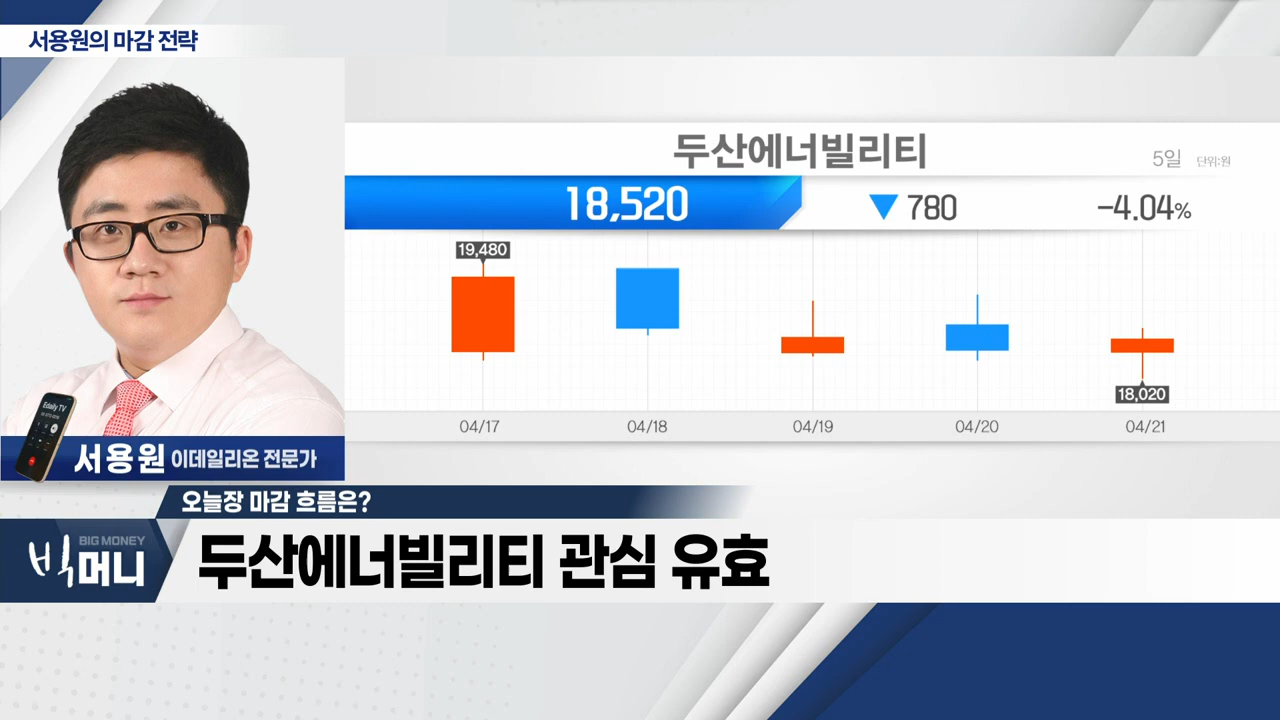 서용원의 마감 전략
두산에너빌리티
5일 단위:원
18,520 ▼ 780 -4.04%
19,480
18,020
04/17 04/18 04/19 04/20 04/21
Edaily TV
서용원 이데일리온 전문가
오늘장 마감 흐름은?
BIG MONEY
빅머니
두산에너빌리티 관심 유효